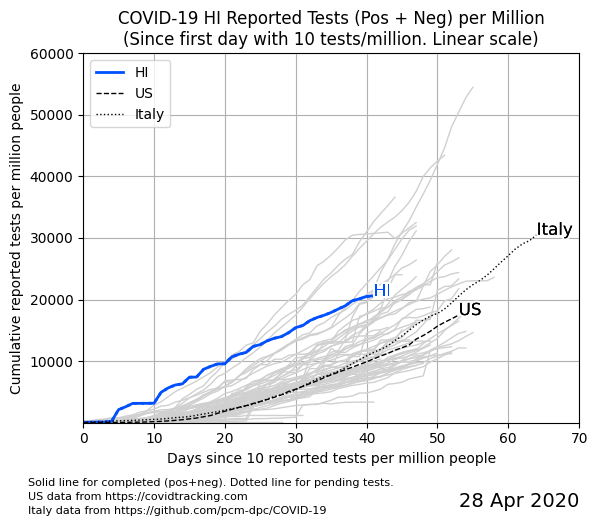 COVID-19 HI Reported Tests (Pos + Neg) per Million
(Since first day with 10 tests/million. Linear scale)
Cumulative reported tests per million people
60000
50000
40000
30000
20000
10000
HI
US
Italy
Italy
HI
US
0 10 20 30 40 50 60 70
Days since 10 reported tests per million people
Solid line for completed (pos+neg). Dotted line for pending tests.
US data from https://covidtracking.com
Italy data from https://github.com/pcm-dpc/COVID-19
28 Apr 2020